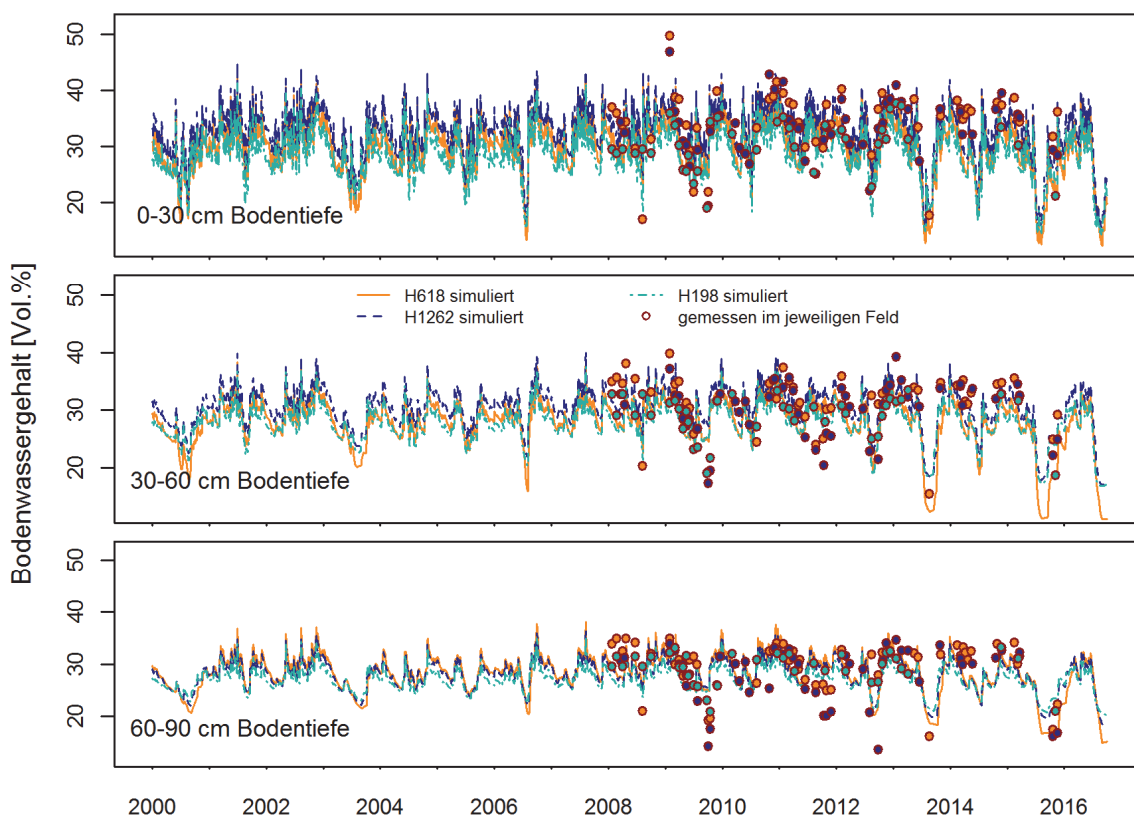 Bodenwassergehalt [Vol.%]
50
40
30
20
0-30 cm Bodentiefe
50
40
30
20
H618 simuliert
H1262 simuliert
H198 simuliert
gemessen im jeweiligen Feld
30-60 cm Bodentiefe
50
40
30
20
60-90 cm Bodentiefe
2000 2002 2004 2006 2008 2010 2012 2014 2016